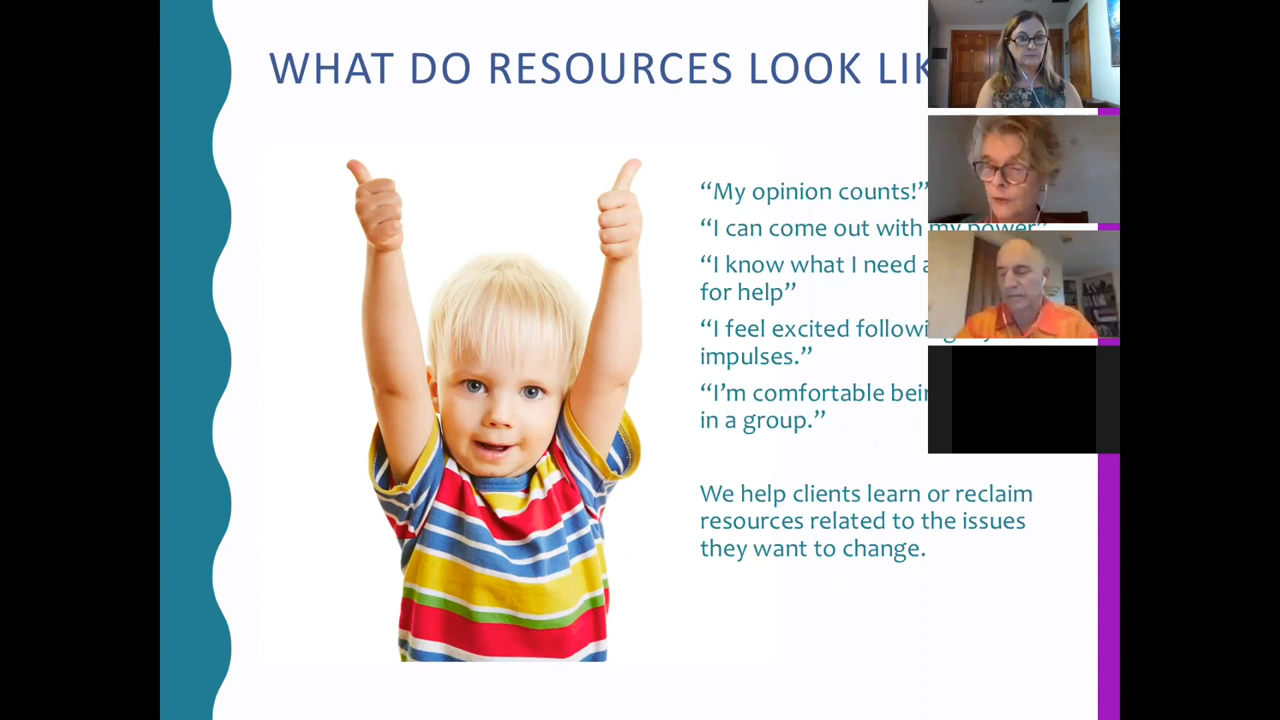 WHAT DO RESOURCES LOOK LIK
“My opinion counts!”
“I can come out with my power”
“I know what I need a
for help”
“I feel excited followi
impulses.”
“I’m comfortable bei
in a group.”
We help clients learn or reclaim
resources related to the issues
they want to change.